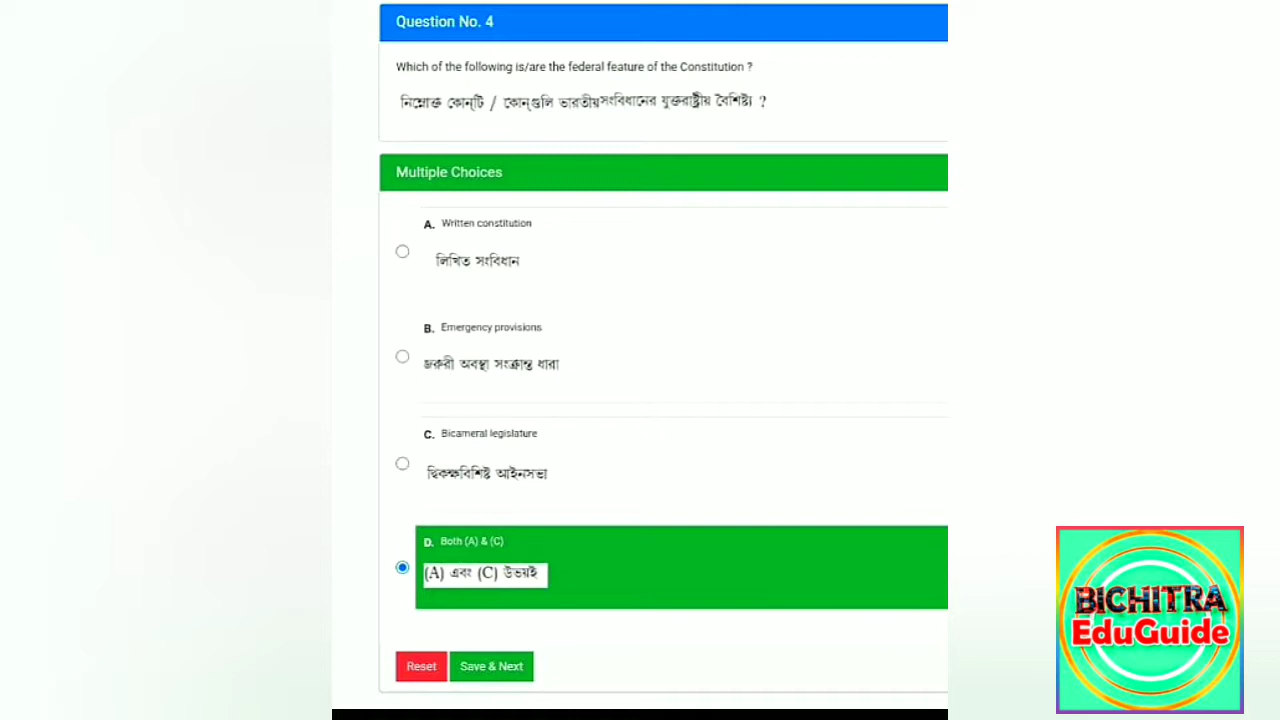 Question No. 4
Which of the following is/are the federal feature of the Constitution ?
নিম্নোক্ত কোন্‌টি / কোন্‌গুলি ভারতীয়সংবিধানের যুক্তরাষ্ট্রীয় বৈশিষ্ট্য ?
Multiple Choices
A. Written constitution
লিখিত সংবিধান
B. Emergency provisions
জরুরী অবস্থা সংক্রান্ত ধারা
C. Bicameral legislature
দ্বিকক্ষবিশিষ্ট আইনসভা
D. Both (A) & (C)
(A) এবং (C) উভয়ই
Reset Save & Next
BICHITRA
EduGuide